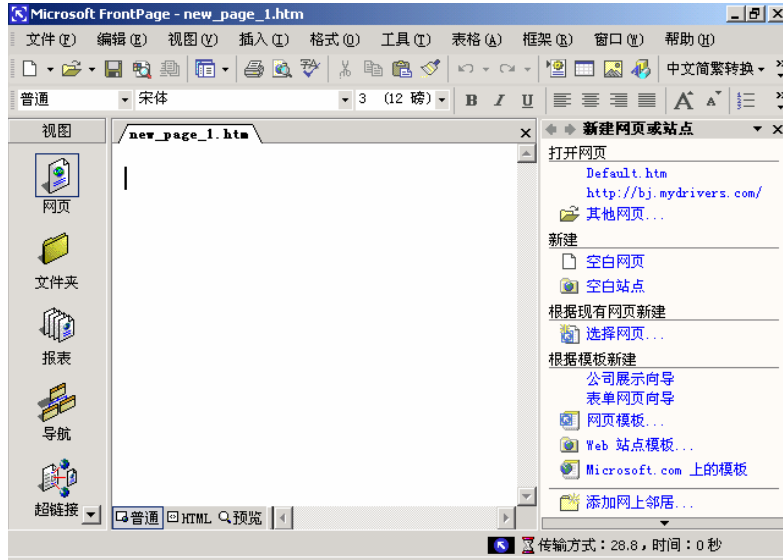 Microsoft FrontPage - new_page_1.htm
文件(F) 编辑(E) 视图(V) 插入(I) 格式(O) 工具(T) 表格(A) 框架(R) 窗口(W) 帮助(H)
中文简繁转换
普通 宋体 3 (12 磅) B I U A A
视图
new_page_1.htm
新建网页或站点
网页
文件夹
报表
导航
超链接
打开网页
Default.htm
http://bj.mydrivers.com/
其他网页...
新建
空白网页
空白站点
根据现有网页新建
选择网页...
根据模板新建
公司展示向导
表单网页向导
网页模板...
Web 站点模板...
Microsoft.com 上的模板
添加网上邻居...
普通 HTML 预览
传输方式：28.8，时间：0秒